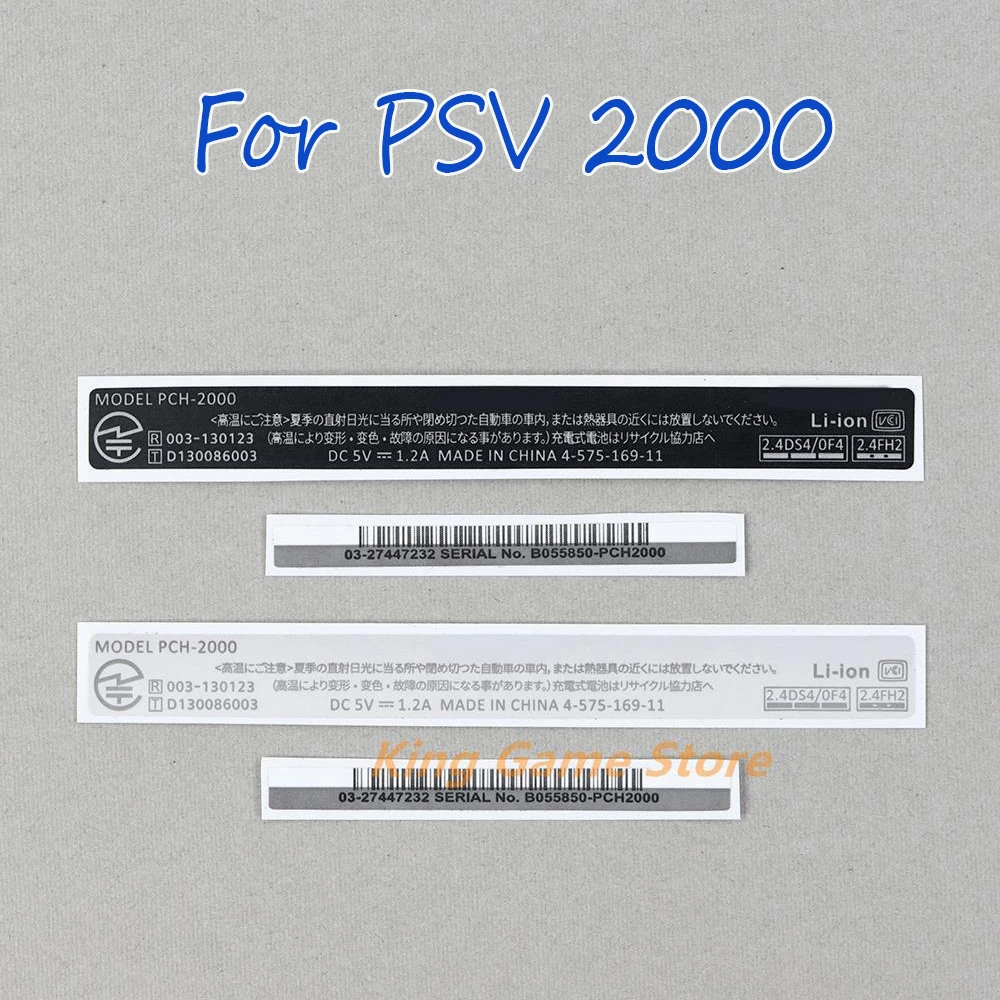 For PSV 2000
MODEL PCH-2000
<高温にご注意>夏季の直射日光に当る所や閉め切つた自動車の車内、または熱器具の近くには放置しないでください。
Li-ion VCI
R 003-130123 (高温により変形・変色・故障の原因になる事があります。)充電式電池はリサイクル協力店へ
T D130086003 DC 5V 1.2A MADE IN CHINA 4-575-169-11
2.4DS4/OF4 2.4FH2
03-27447232 SERIAL No. B055850-PCH2000
MODEL PCH-2000
<高温にご注意>夏季の直射日光に当る所や閉め切つた自動車の車内、または熱器具の近くには放置しないでください。
Li-ion VCI
R 003-130123 (高温により変形・変色・故障の原因になる事があります。)充電式電池はリサイクル協力店へ
T D130086003 DC 5V 1.2A MADE IN CHINA 4-575-169-11
2.4DS4/OF4 2.4FH2
King Game Store
03-27447232 SERIAL No. B055850-PCH2000